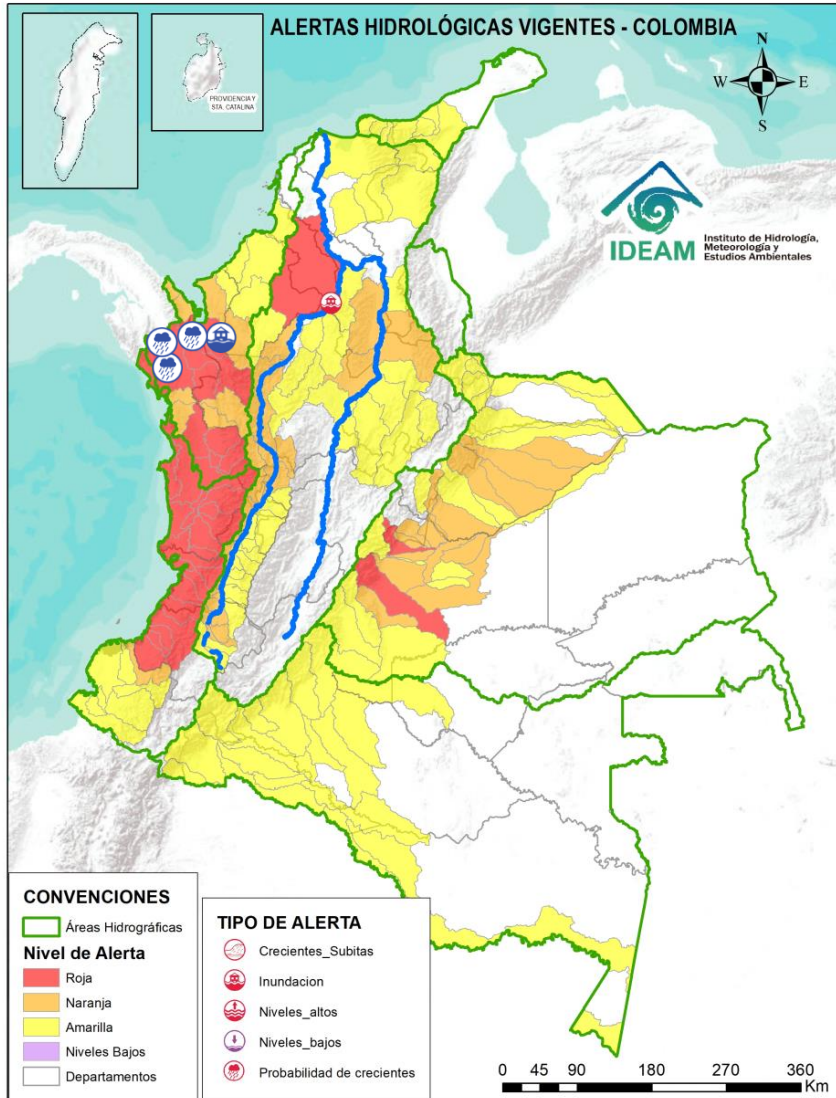 ALERTAS HIDROLÓGICAS VIGENTES - COLOMBIA
PROVIDENCIA Y
STA. CATALINA
N
W
E
S
IDEAM
Instituto de Hidrología,
Meteorología y
Estudios Ambientales
CONVENCIONES
Áreas Hidrográficas
Nivel de Alerta
Roja
Naranja
Amarilla
Niveles Bajos
Departamentos
TIPO DE ALERTA
Crecientes_Subitas
Inundacion
Niveles_altos
Niveles_bajos
Probabilidad de crecientes
0 45 90 180 270 360
Km